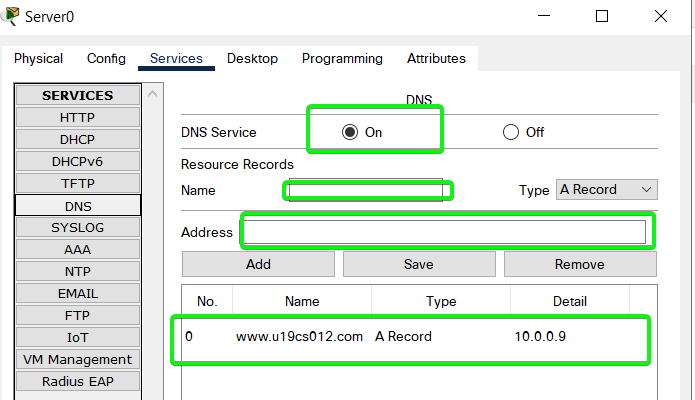 Server0
Physical Config Services Desktop Programming Attributes
SERVICES
HTTP
DHCP
DHCPv6
TFTP
DNS
SYSLOG
AAA
NTP
EMAIL
FTP
IoT
VM Management
Radius EAP
DNS
DNS Service On Off
Resource Records
Name Type A Record
Address
Add Save Remove
No. Name Type Detail
0 www.u19cs012.com A Record 10.0.0.9